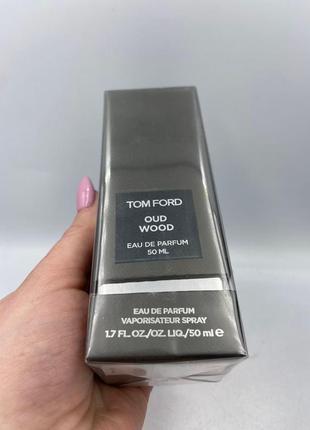 TOM FORD
OUD
WOOD
EAU DE PARFUM
50 ML
EAU DE PARFUM
VAPORISATEUR SPRAY
1.7 FL.OZ./OZ. LIQ./50 ml e